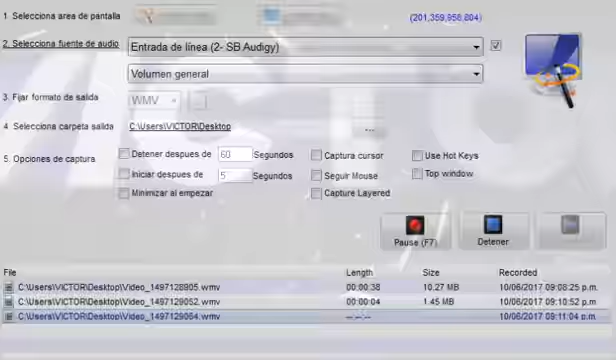 1. Selecciona area de pantalla
(201,359,958,804)
2. Selecciona fuente de audio
Entrada de línea (2- SB Audigy)
Volumen general
3. Fijar formato de salida
WMV
4. Selecciona carpeta salida
C:\Users\VICTOR\Desktop
...
5. Opciones de captura
Detener despues de 60 Segundos
Captura cursor
Use Hot Keys
Iniciar despues de 5 Segundos
Seguir Mouse
Top window
Minimizar al empezar
Capture Layered
Pause (F7)
Detener
File Length Size Recorded
C:\Users\VICTOR\Desktop\Video_1497128905.wmv 00:00:38 10.27 MB 10/06/2017 09:08:25 p.m.
C:\Users\VICTOR\Desktop\Video_1497129052.wmv 00:00:04 1.45 MB 10/06/2017 09:10:52 p.m.
C:\Users\VICTOR\Desktop\Video_1497129064.wmv --:--:-- 10/06/2017 09:11:04 p.m.